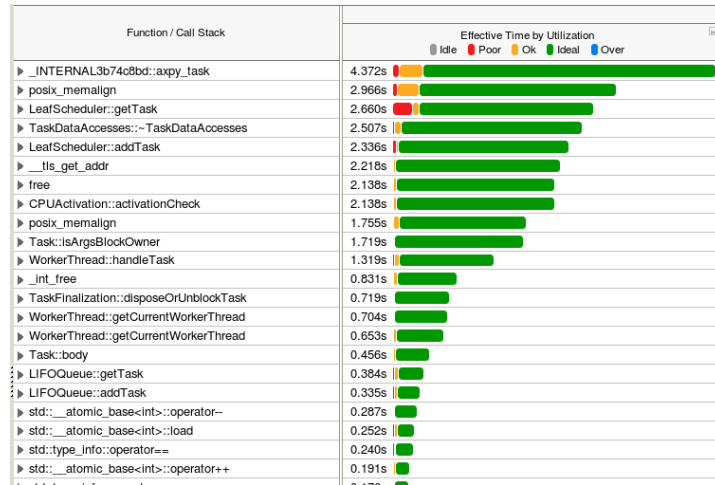 Function / Call Stack
Effective Time by Utilization
Idle Poor Ok Ideal Over
_INTERNAL3b74c8bd::axpy_task 4.372s
posix_memalign 2.966s
LeafScheduler::getTask 2.660s
TaskDataAccesses::~TaskDataAccesses 2.507s
LeafScheduler::addTask 2.336s
__tls_get_addr 2.218s
free 2.138s
CPUActivation::activationCheck 2.138s
posix_memalign 1.755s
Task::isArgsBlockOwner 1.719s
WorkerThread::handleTask 1.319s
_int_free 0.831s
TaskFinalization::disposeOrUnblockTask 0.719s
WorkerThread::getCurrentWorkerThread 0.704s
WorkerThread::getCurrentWorkerThread 0.653s
Task::body 0.456s
LIFOQueue::getTask 0.384s
LIFOQueue::addTask 0.335s
std::__atomic_base<int>::operator-- 0.287s
std::__atomic_base<int>::load 0.252s
std::type_info::operator== 0.240s
std::__atomic_base<int>::operator++ 0.191s